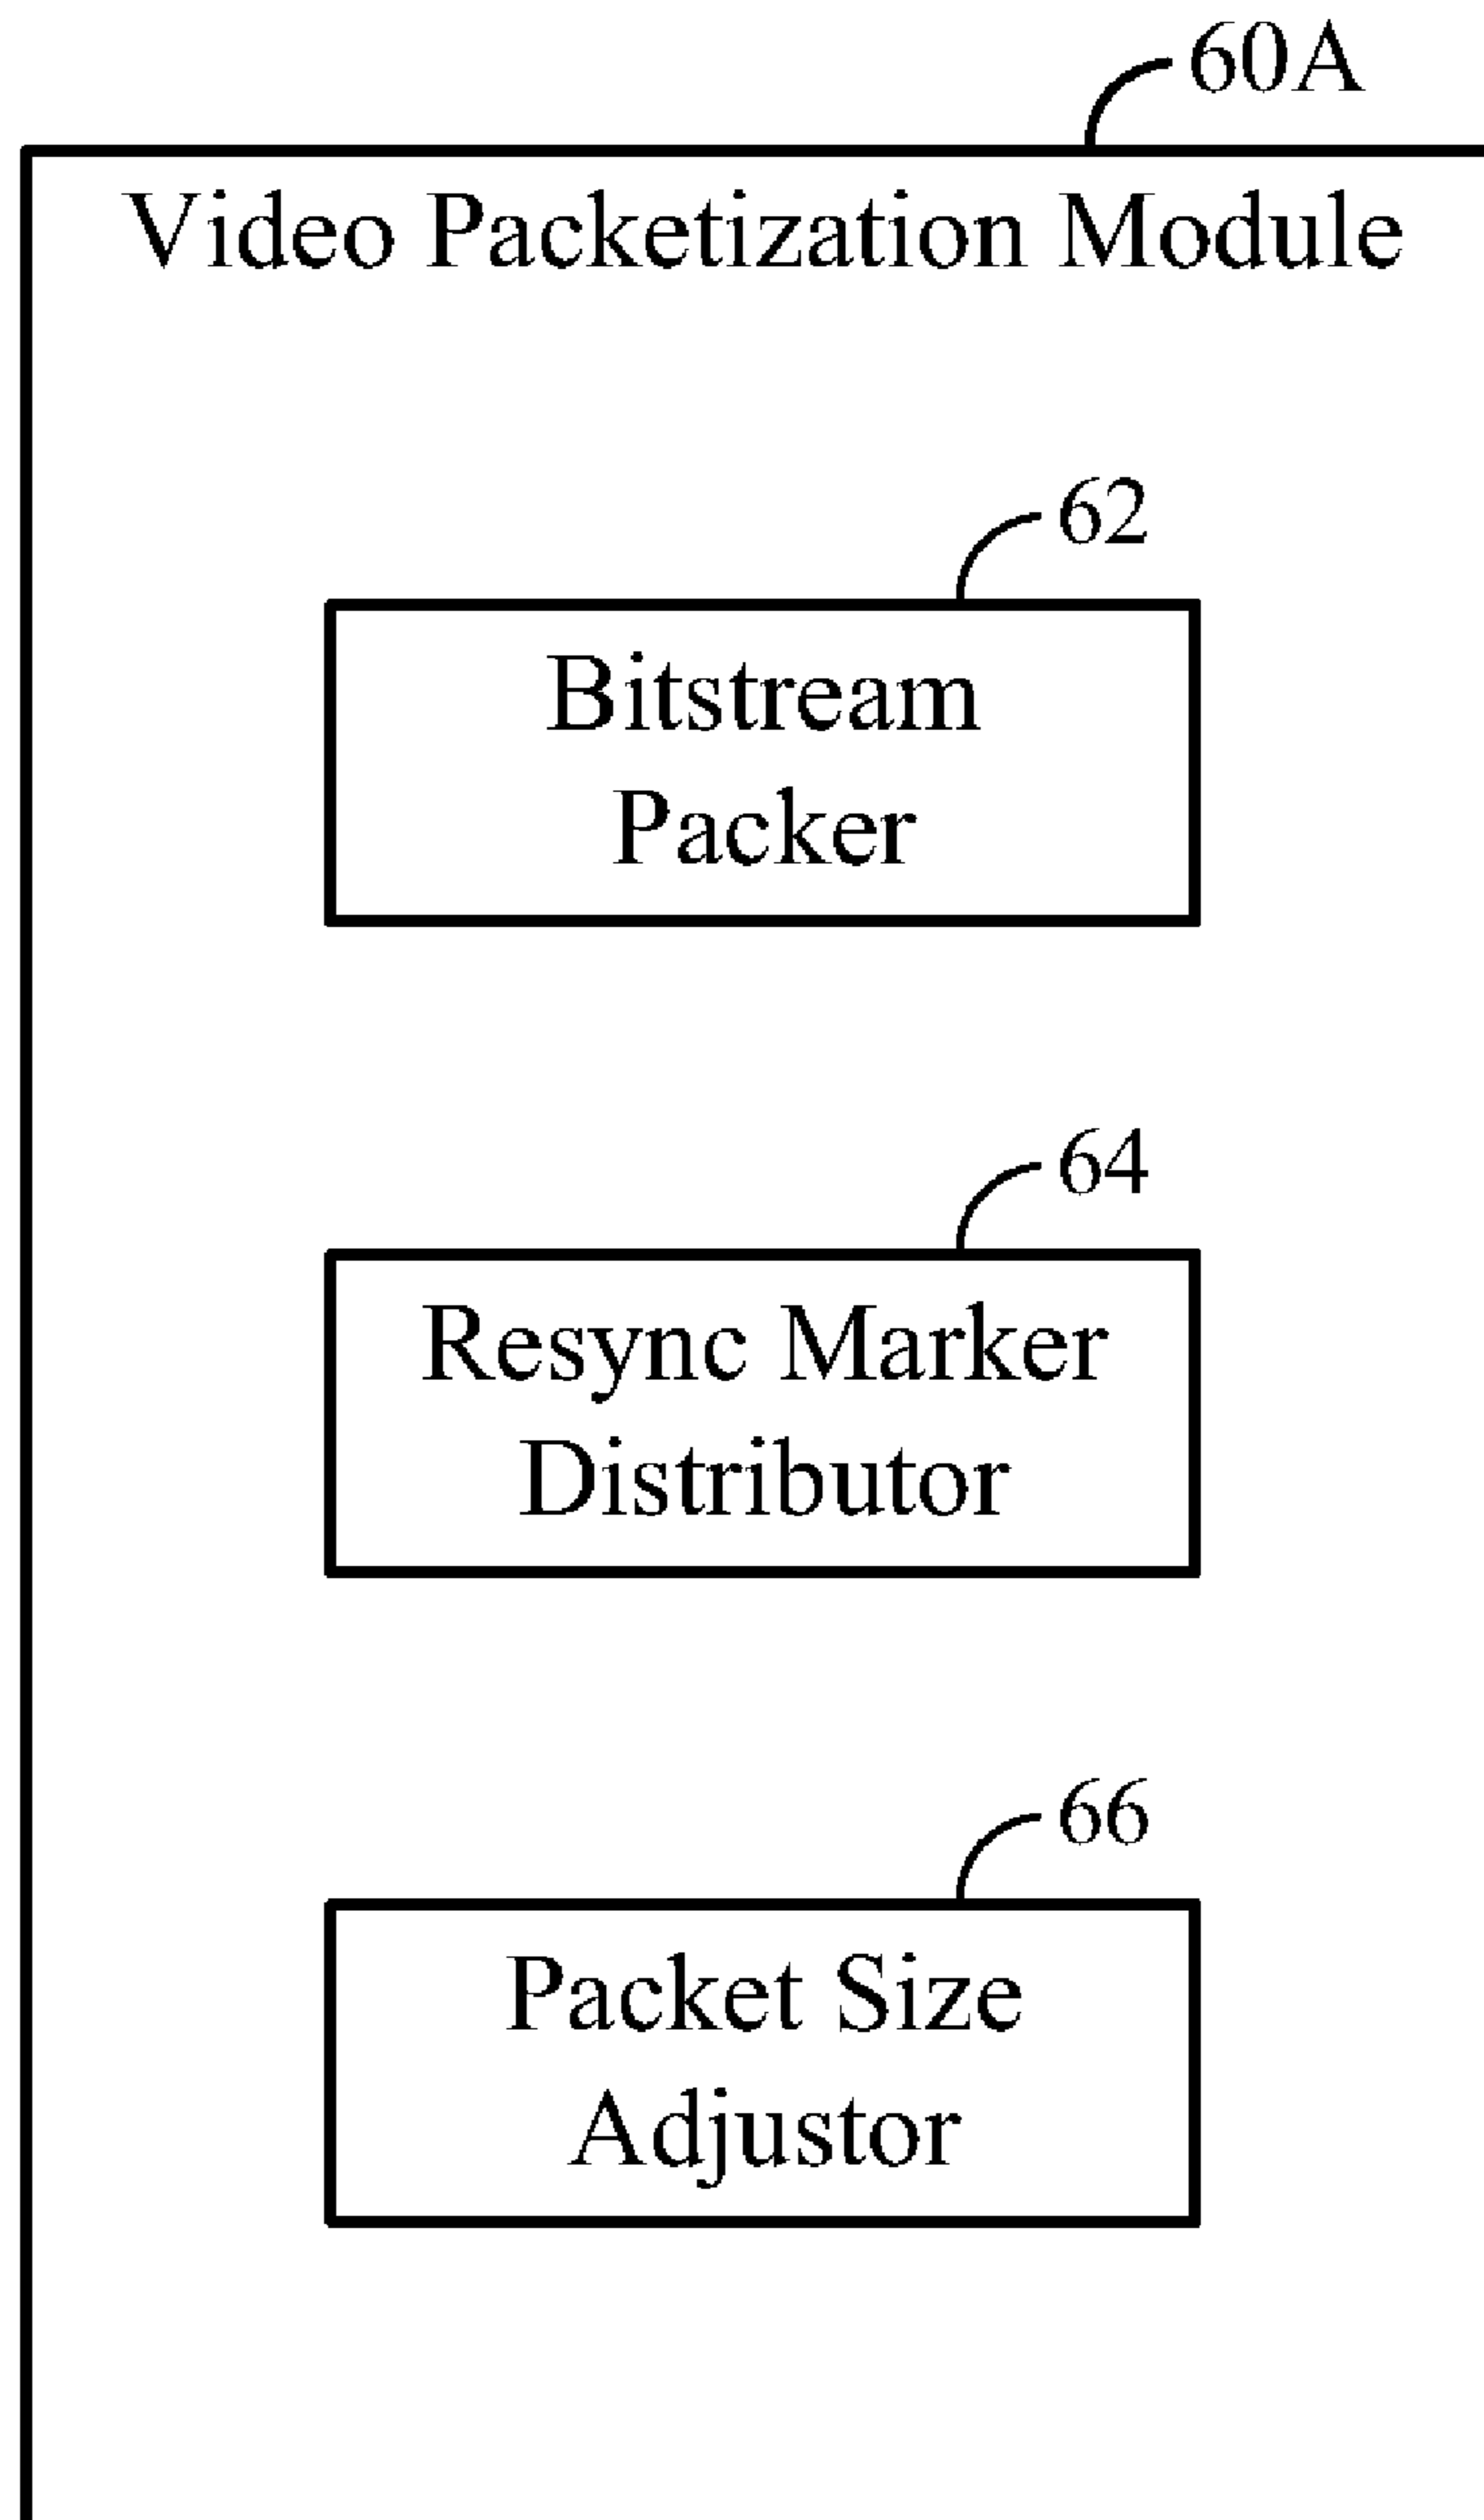 60A
Video Packetization Module
62
Bitstream
Packer
64
Resync Marker
Distributor
66
Packet Size
Adjustor